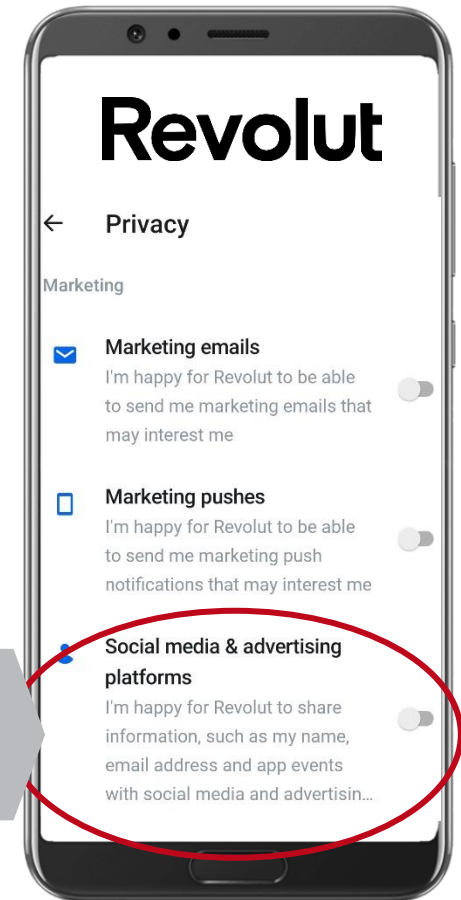 Revolut
Privacy
Marketing
Marketing emails
I'm happy for Revolut to be able
to send me marketing emails that
may interest me
Marketing pushes
I'm happy for Revolut to be able
to send me marketing push
notifications that may interest me
Social media & advertising
platforms
I'm happy for Revolut to share
information, such as my name,
email address and app events
with social media and advertisin...